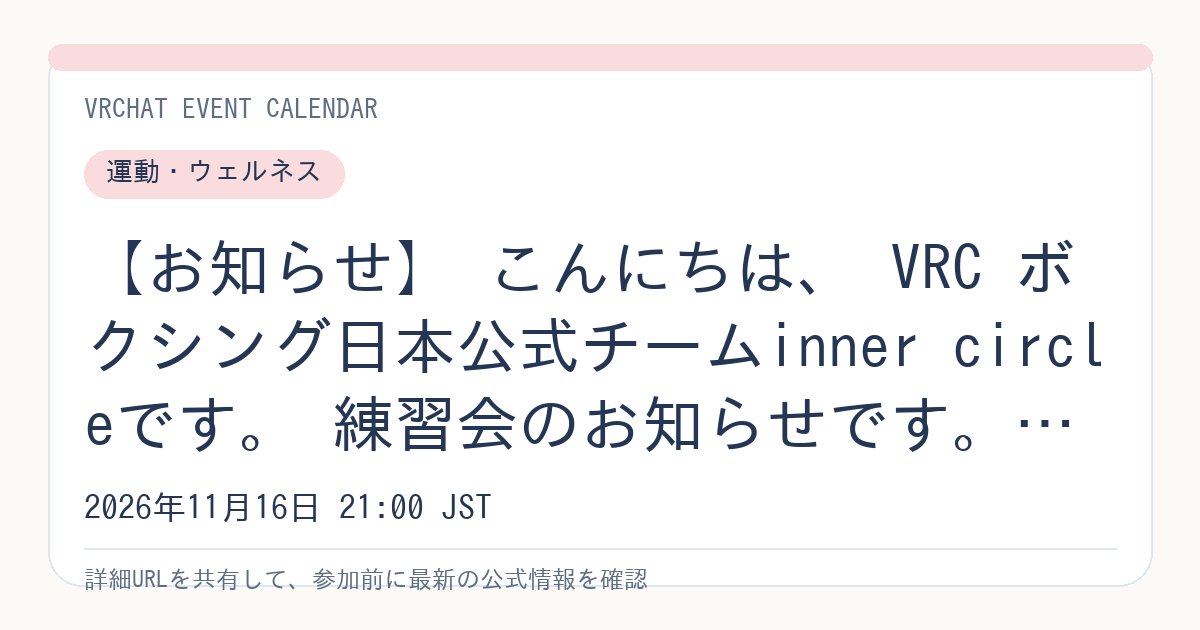 VRCHAT EVENT CALENDAR
運動・ウェルネス
【お知らせ】 こんにちは、 VRC ボ
クシング日本公式チームinner circl
eです。 練習会のお知らせです。…
2026年11月16日 21:00 JST
詳細URLを共有して、参加前に最新の公式情報を確認